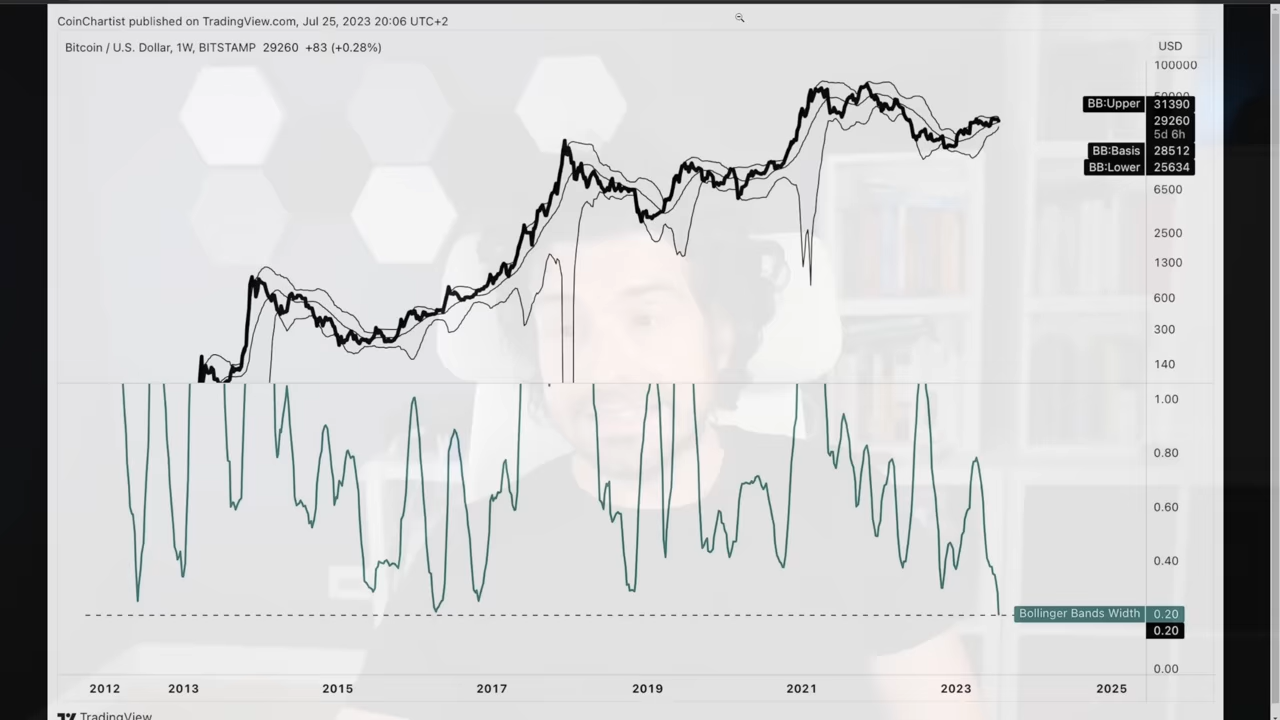 CoinChartist published on TradingView.com, Jul 25, 2023 20:06 UTC+2
Bitcoin / U.S. Dollar, 1W, BITSTAMP 29260 +83 (+0.28%)
USD
100000
50000
BB:Upper 31390
29260
5d 6h
BB:Basis 28512
BB:Lower 25634
6500
2500
1300
600
300
140
1.00
0.80
0.60
0.40
Bollinger Bands Width 0.20
0.20
0.00
2012 2013 2015 2017 2019 2021 2023 2025
TradingView